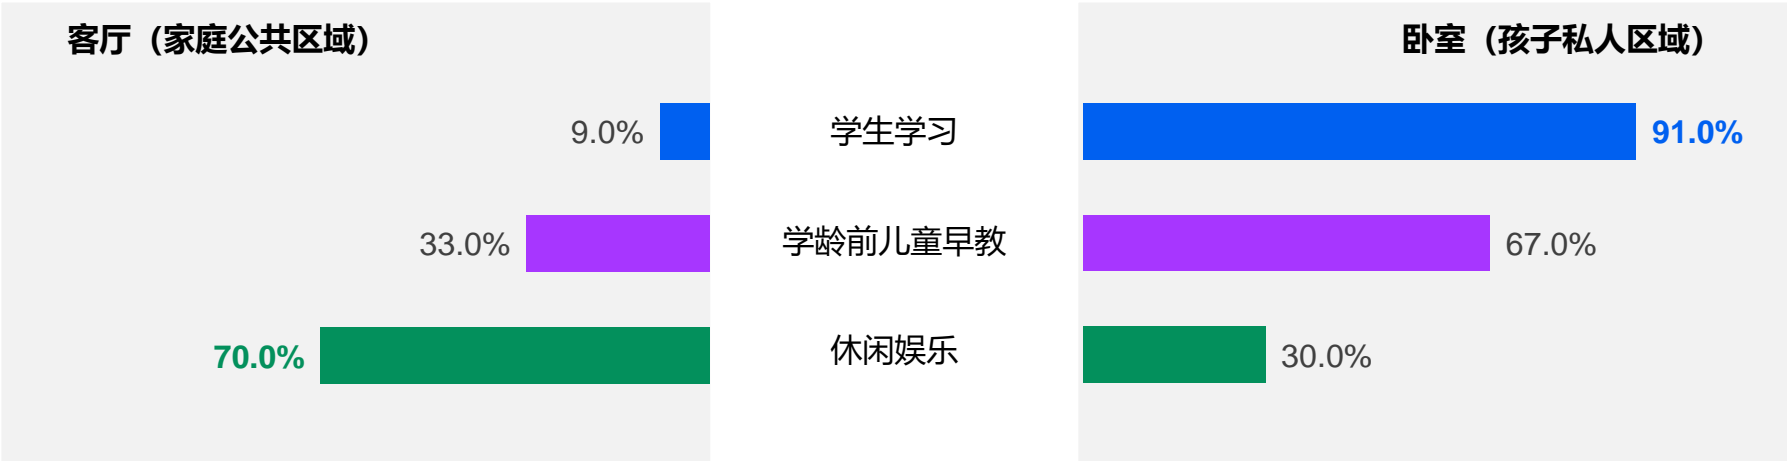 客厅（家庭公共区域）
卧室（孩子私人区域）
9.0%
学生学习
91.0%
33.0%
学龄前儿童早教
67.0%
70.0%
休闲娱乐
30.0%